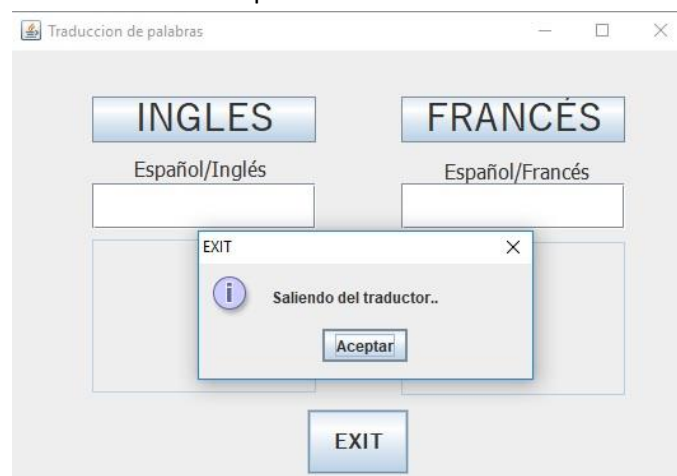 Traduccion de palabras
INGLES
FRANCÉS
Español/Inglés
Español/Francés
EXIT
Saliendo del traductor..
Aceptar
EXIT